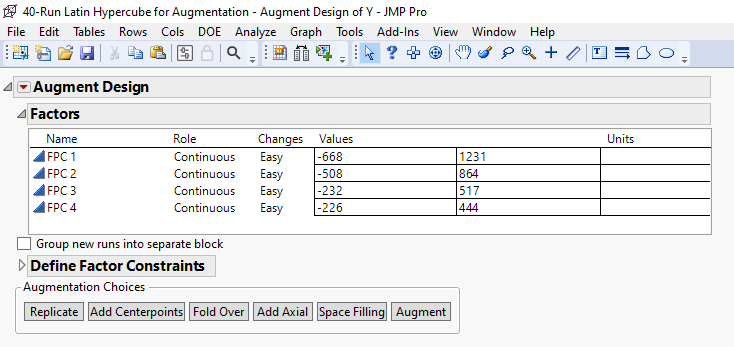 40-Run Latin Hypercube for Augmentation - Augment Design of Y - JMP Pro
File Edit Tables Rows Cols DOE Analyze Graph Tools Add-Ins View Window Help
Augment Design
Factors
Name Role Changes Values Units
FPC 1 Continuous Easy -668 1231
FPC 2 Continuous Easy -508 864
FPC 3 Continuous Easy -232 517
FPC 4 Continuous Easy -226 444
Group new runs into separate block
Define Factor Constraints
Augmentation Choices
Replicate Add Centerpoints Fold Over Add Axial Space Filling Augment